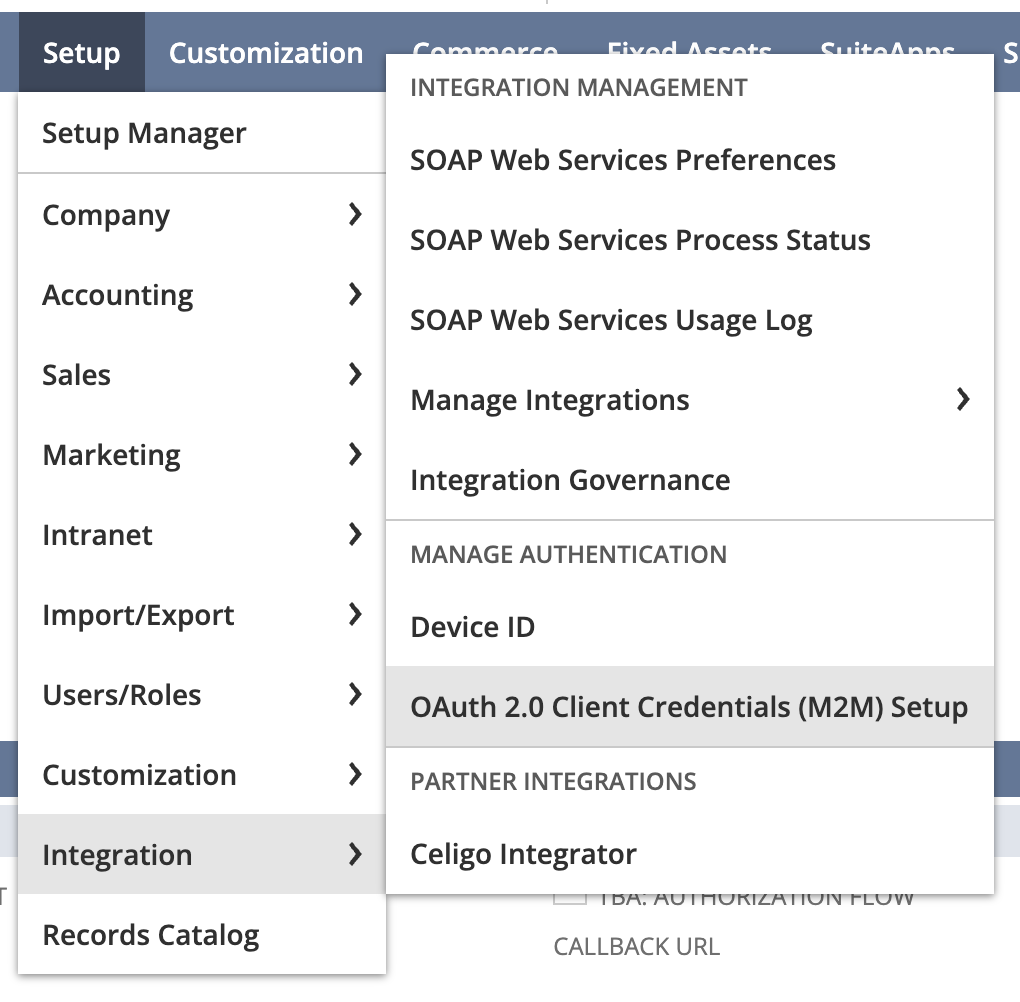 Setup Customization Commerce Fixed Assets SuiteApps S
Setup Manager
Company
Accounting
Sales
Marketing
Intranet
Import/Export
Users/Roles
Customization
Integration
Records Catalog
INTEGRATION MANAGEMENT
SOAP Web Services Preferences
SOAP Web Services Process Status
SOAP Web Services Usage Log
Manage Integrations
Integration Governance
MANAGE AUTHENTICATION
Device ID
OAuth 2.0 Client Credentials (M2M) Setup
PARTNER INTEGRATIONS
Celigo Integrator
T
TBA: AUTHORIZATION FLOW
CALLBACK URL